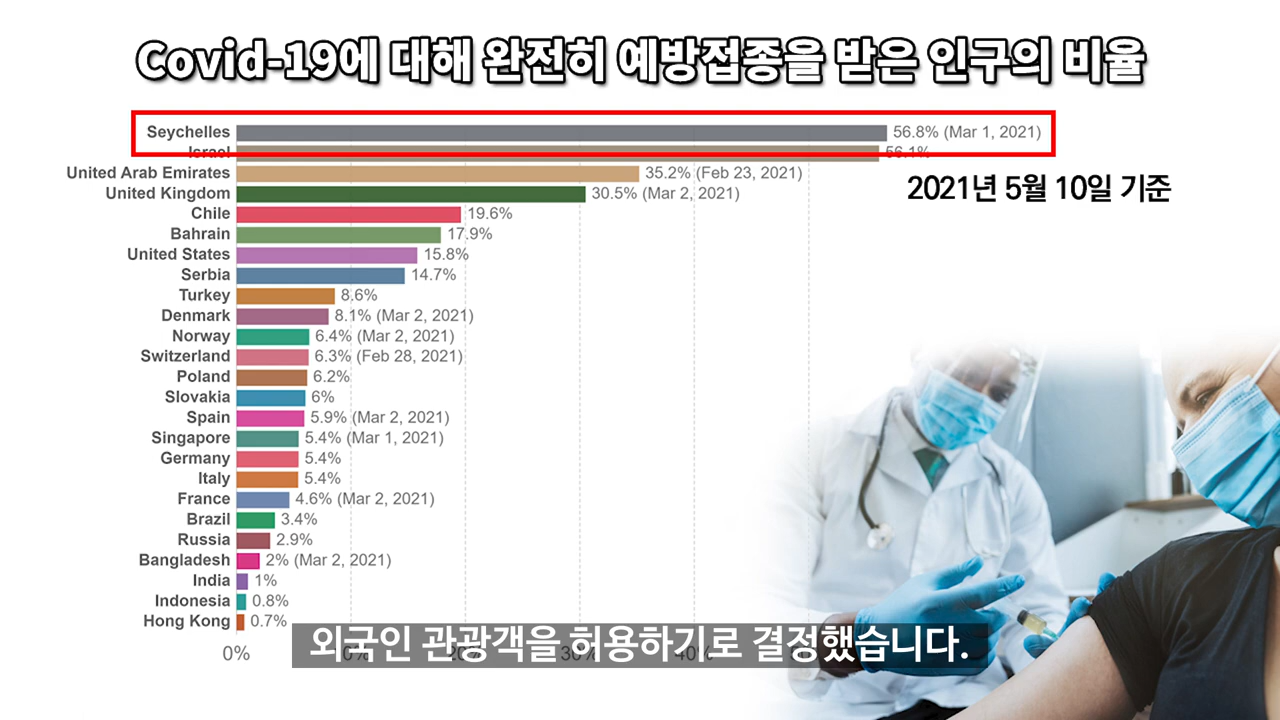 Covid-19에 대해 완전히 예방접종을 받은 인구의 비율
Seychelles 56.8% (Mar 1, 2021)
Israel 56.1%
United Arab Emirates 35.2% (Feb 23, 2021)
United Kingdom 30.5% (Mar 2, 2021)
2021년 5월 10일 기준
Chile 19.6%
Bahrain 17.9%
United States 15.8%
Serbia 14.7%
Turkey 8.6%
Denmark 8.1% (Mar 2, 2021)
Norway 6.4% (Mar 2, 2021)
Switzerland 6.3% (Feb 28, 2021)
Poland 6.2%
Slovakia 6%
Spain 5.9% (Mar 2, 2021)
Singapore 5.4% (Mar 1, 2021)
Germany 5.4%
Italy 5.4%
France 4.6% (Mar 2, 2021)
Brazil 3.4%
Russia 2.9%
Bangladesh 2% (Mar 2, 2021)
India 1%
Indonesia 0.8%
Hong Kong 0.7%
0% 30% 40%
외국인 관광객을 허용하기로 결정했습니다.